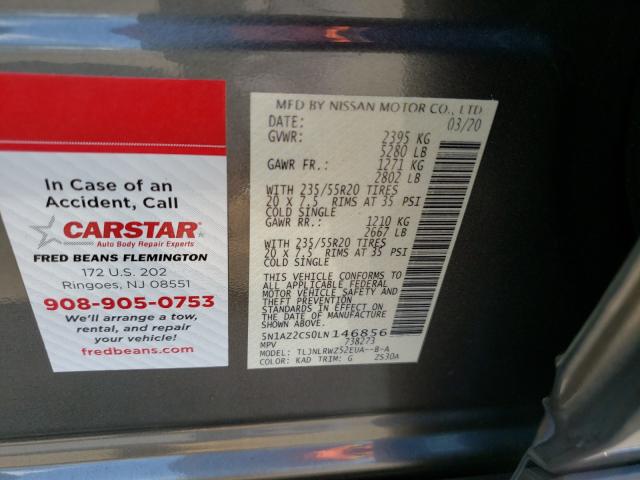 In Case of an
Accident, Call
CARSTAR
Auto Body Repair Experts
FRED BEANS FLEMINGTON
172 U.S. 202
Ringoes, NJ 08551
908-905-0753
We'll arrange a tow,
rental, and repair
your vehicle!
fredbeans.com
MFD BY NISSAN MOTOR CO., LTD
DATE: 03/20
GVWR: 2395 KG
5280 LB
GAWR FR.: 1271 KG
2802 LB
WITH 235/55R20 TIRES
20 x 7.5 RIMS AT 35 PSI
COLD SINGLE
GAWR RR.: 1210 KG
2667 LB
WITH 235/55R20 TIRES
20 x 7.5 RIMS AT 35 PSI
COLD SINGLE
THIS VEHICLE CONFORMS TO
ALL APPLICABLE FEDERAL
MOTOR VEHICLE SAFETY AND
THEFT PREVENTION
STANDARDS IN EFFECT ON
THE DATE OF MANUFACTURE
SHOWN ABOVE.
5N1AZ2CS0LN146856
MPV 738273
MODEL: TLJNLRWZ52EUA--B-A
COLOR: KAD TRIM: G 2S30A